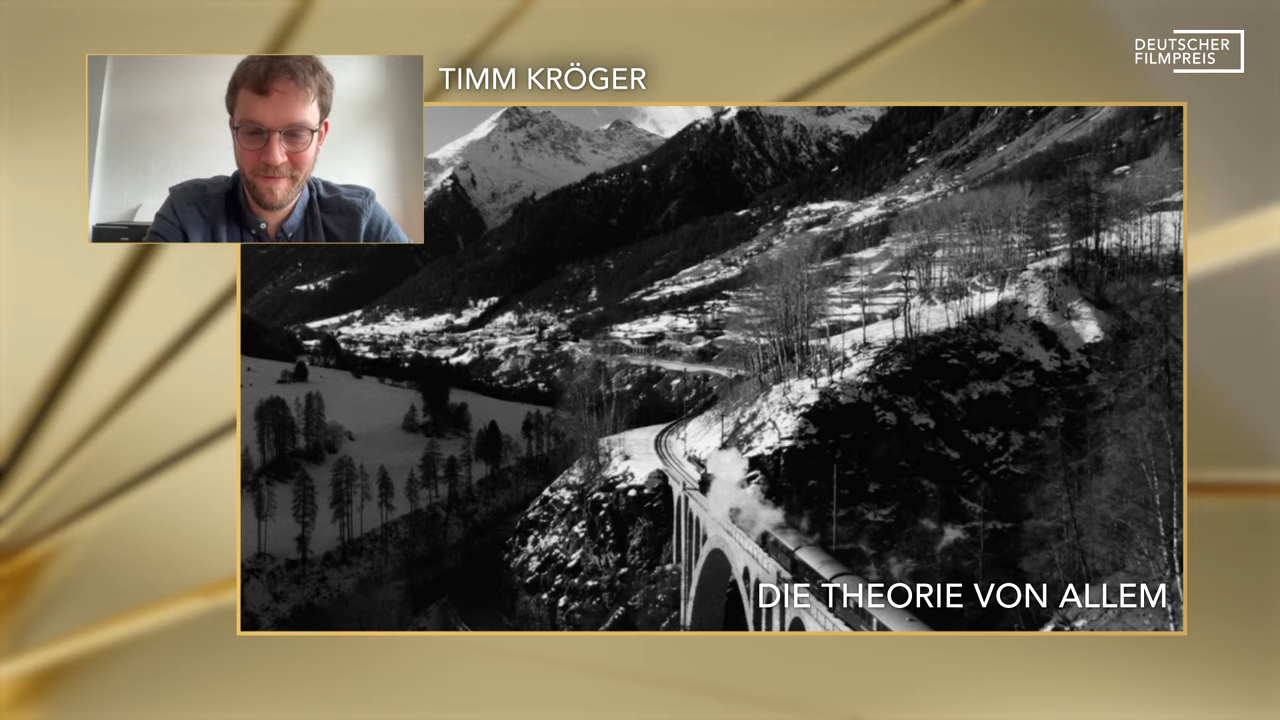 TIMM KRÖGER
DEUTSCHER
FILMPREIS
DIE THEORIE VON ALLEM